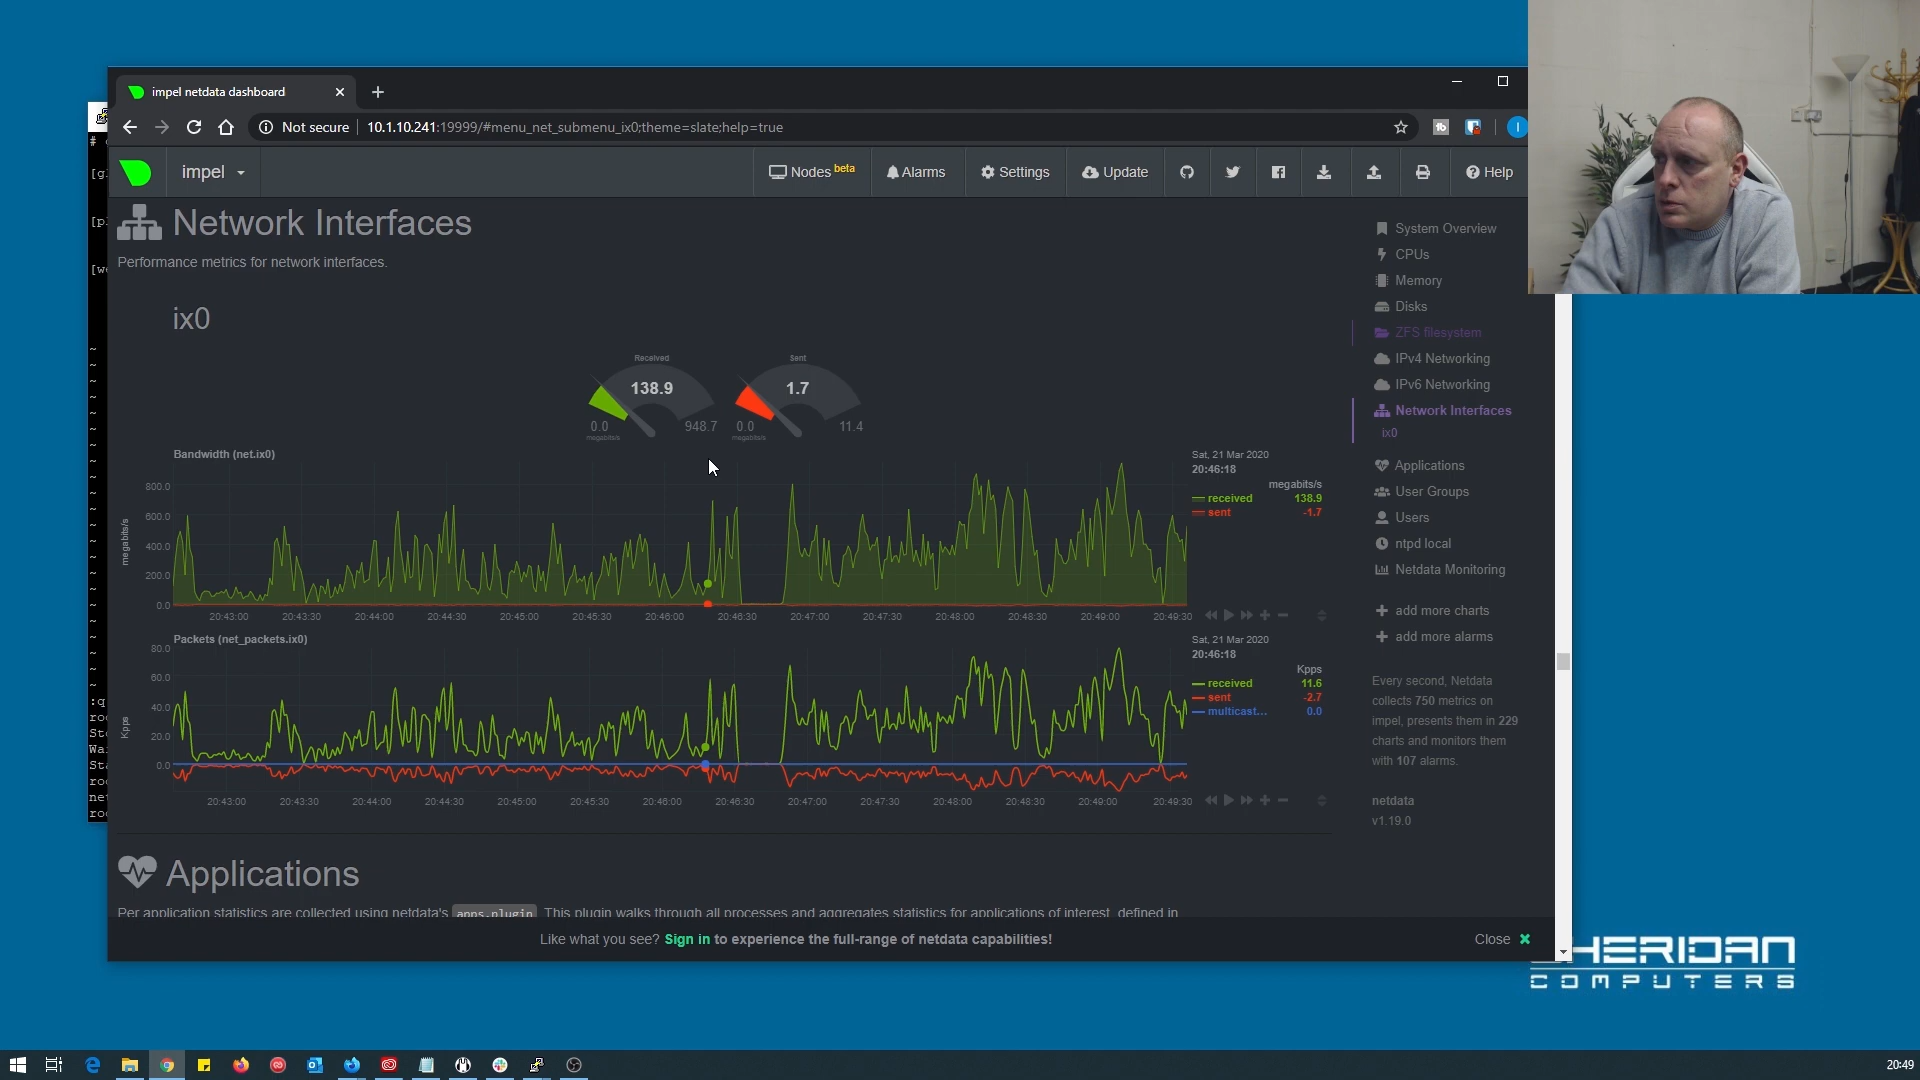 impel netdata dashboard
Not secure | 10.1.10.241:19999/#menu_net_submenu_ix0;theme=slate;help=true
impel
Nodes beta
Alarms
Settings
Update
Help
Network Interfaces
Performance metrics for network interfaces.
ix0
Received
138.9
0.0
948.7
megabits/s
Sent
1.7
0.0
11.4
megabits/s
Bandwidth (net.ix0)
megabits/s
800.0
600.0
400.0
200.0
0.0
20:43:00 20:43:30 20:44:00 20:44:30 20:45:00 20:45:30 20:46:00 20:46:30 20:47:00 20:47:30 20:48:00 20:48:30 20:49:00 20:49:30
Sat, 21 Mar 2020
20:46:18
megabits/s
received 138.9
sent -1.7
Packets (net_packets.ix0)
Kpps
80.0
60.0
40.0
20.0
0.0
20:43:00 20:43:30 20:44:00 20:44:30 20:45:00 20:45:30 20:46:00 20:46:30 20:47:00 20:47:30 20:48:00 20:48:30 20:49:00 20:49:30
Sat, 21 Mar 2020
20:46:18
Kpps
received 11.6
sent -2.7
multicast... 0.0
Applications
Per application statistics are collected using netdata's apps.plugin. This plugin walks through all processes and aggregates statistics for applications of interest, defined in
Like what you see? Sign in to experience the full-range of netdata capabilities!
Close
System Overview
CPUs
Memory
Disks
ZFS filesystem
IPv4 Networking
IPv6 Networking
Network Interfaces
ix0
Applications
User Groups
Users
ntpd local
Netdata Monitoring
add more charts
add more alarms
Every second, Netdata
collects 750 metrics on
impel, presents them in 229
charts and monitors them
with 107 alarms.
netdata
v1.19.0
HERIDAN
COMPUTERS
20:49